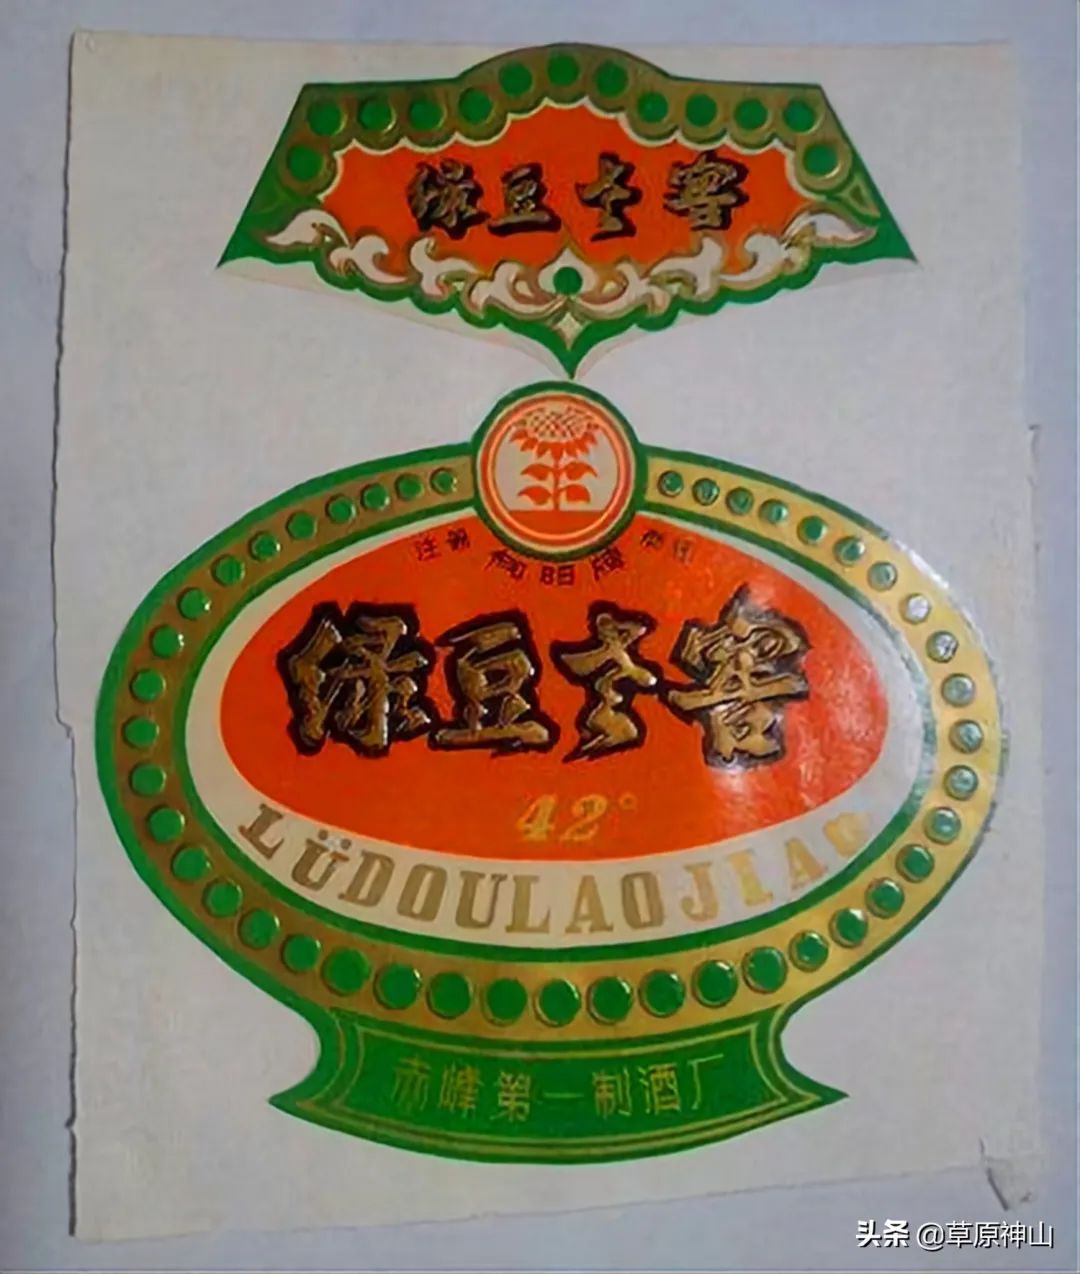 绿豆老窖
注册 向阳牌 商标
绿豆老窖
42°
LÜDOULAOJIAO
赤峰第一制酒厂
头条 @草原神山